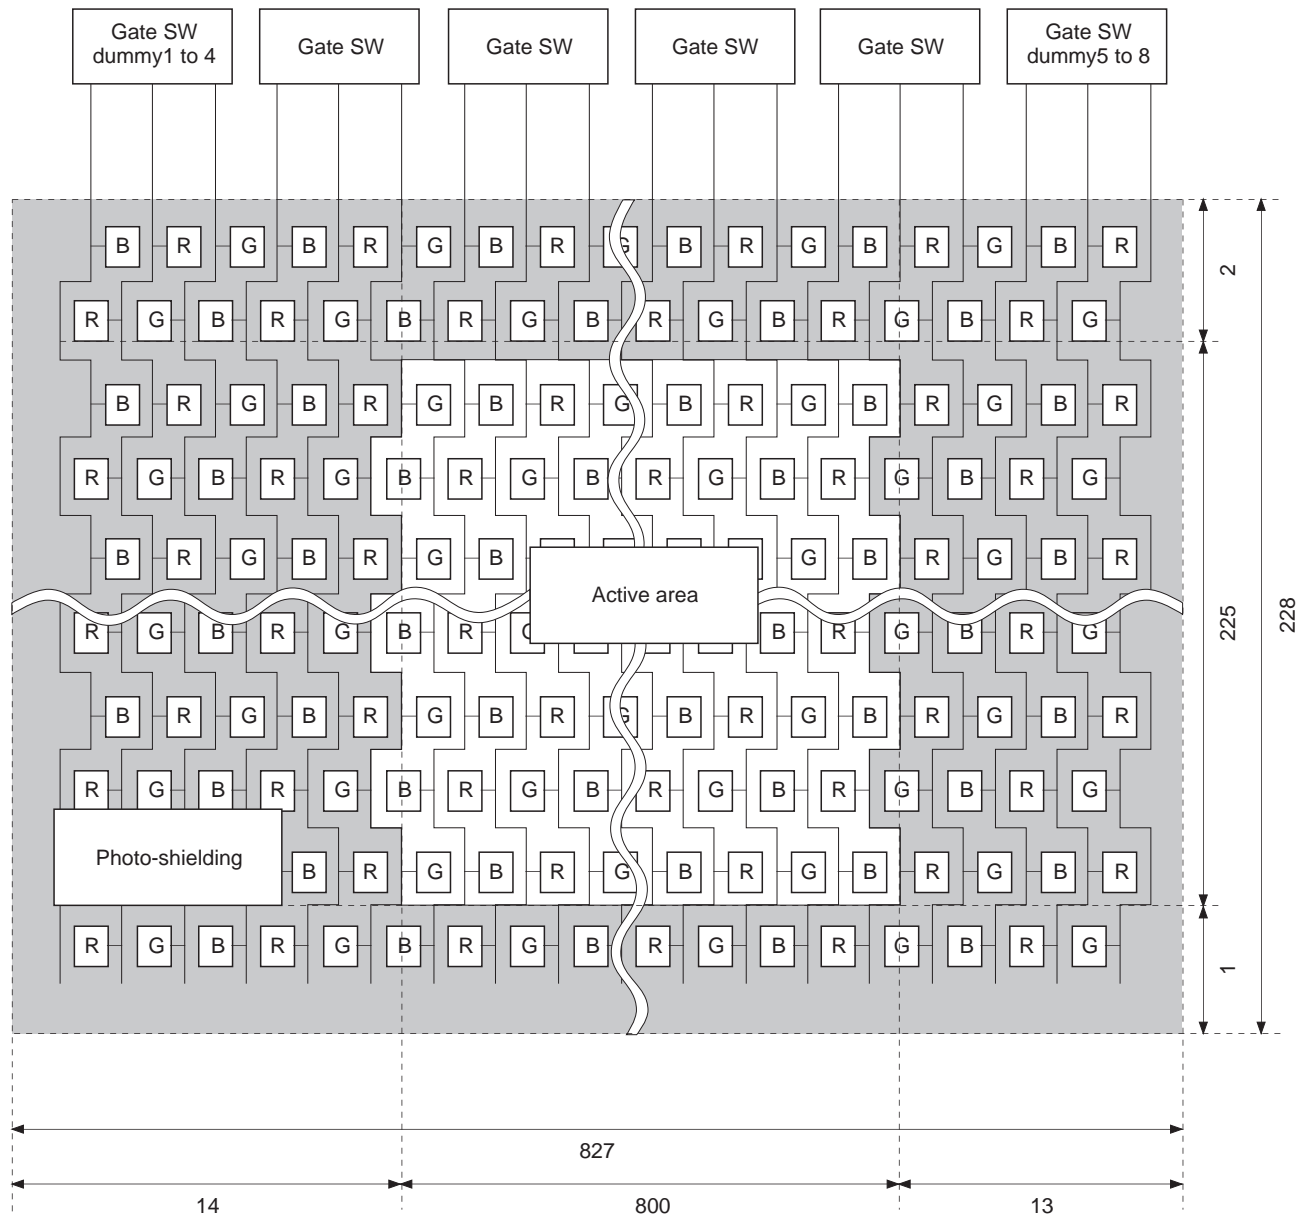 Gate SW
dummy1 to 4
Gate SW
Gate SW
Gate SW
Gate SW
Gate SW
dummy5 to 8
B R G B R G B R G B R G B R G B R
2
R G B R G B R G B R G B R G B R G
B R G B R G B R G B R G B R G B R
R G B R G B R G B R G B R G B R G
B R G B R G B G B R G B R
Active area
225
228
R G B R G B R B R G B R G
B R G B R G B R G B R G B R G B R
R G B R G B R G B R G B R G B R G
Photo-shielding
B R G B R G B R G B R G B R
R G B R G B R G B R G B R G B R G
1
827
14
800
13